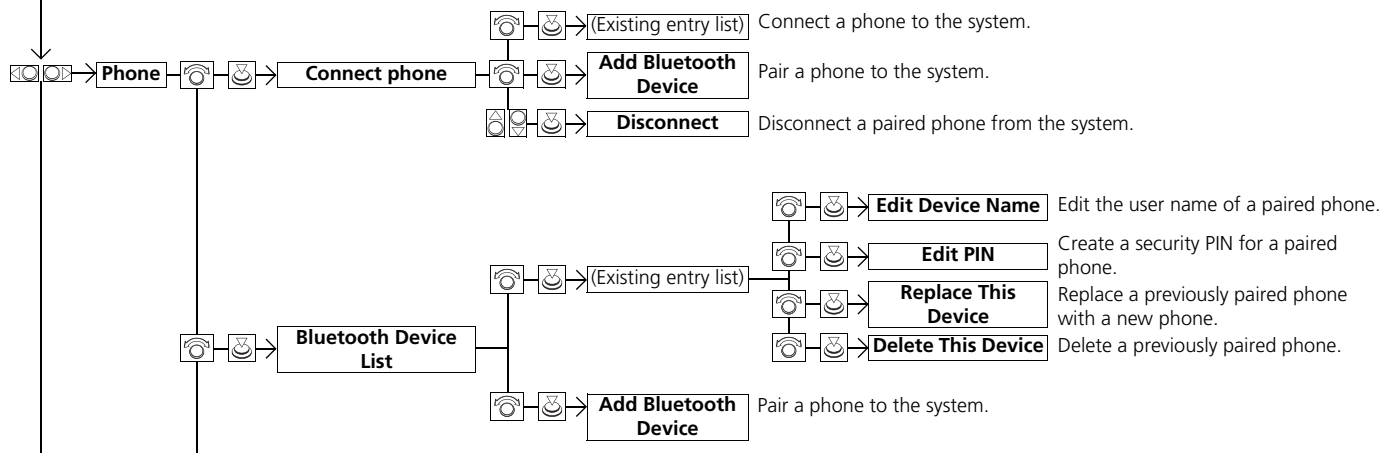 (Existing entry list) Connect a phone to the system.
Phone Connect phone Add Bluetooth
Device Pair a phone to the system.
Disconnect Disconnect a paired phone from the system.
Edit Device Name Edit the user name of a paired phone.
Edit PIN Create a security PIN for a paired
phone.
(Existing entry list)
Replace This
Device
Replace a previously paired phone
with a new phone.
Bluetooth Device
List
Delete This Device Delete a previously paired phone.
Add Bluetooth
Device
Pair a phone to the system.